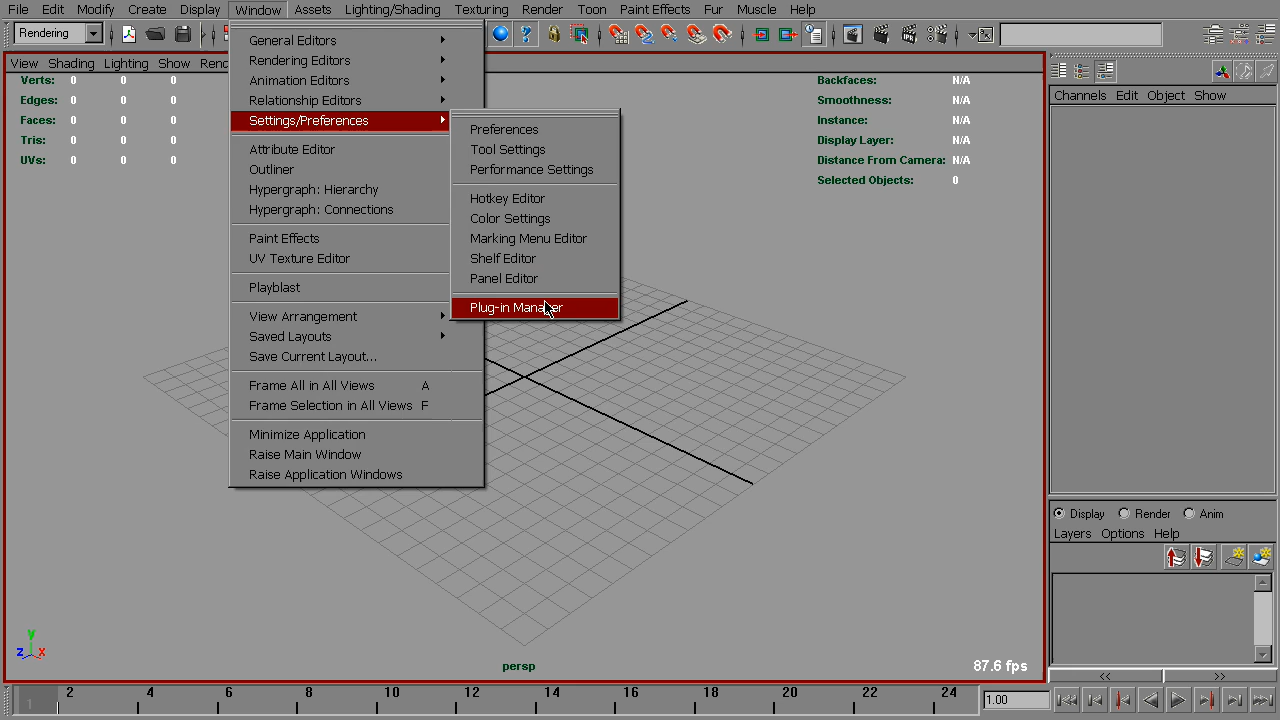 File Edit Modify Create Display Window Assets Lighting/Shading Texturing Render Toon Paint Effects Fur Muscle Help
Rendering
View Shading Lighting Show
Verts: 0 0 0
Edges: 0 0 0
Faces: 0 0 0
Tris: 0 0 0
UVs: 0 0 0
General Editors
Rendering Editors
Animation Editors
Relationship Editors
Settings/Preferences
Attribute Editor
Outliner
Hypergraph: Hierarchy
Hypergraph: Connections
Paint Effects
UV Texture Editor
Playblast
View Arrangement
Saved Layouts
Save Current Layout...
Frame All in All Views A
Frame Selection in All Views F
Minimize Application
Raise Main Window
Raise Application Windows
Preferences
Tool Settings
Performance Settings
Hotkey Editor
Color Settings
Marking Menu Editor
Shelf Editor
Panel Editor
Plug-in Manager
Backfaces: N/A
Smoothness: N/A
Instance: N/A
Display Layer: N/A
Distance From Camera: N/A
Selected Objects: 0
Channels Edit Object Show
Display Render Anim
Layers Options Help
<< >>
y
z x
persp
87.6 fps
1 2 4 6 8 10 12 14 16 18 20 22 24
1.00